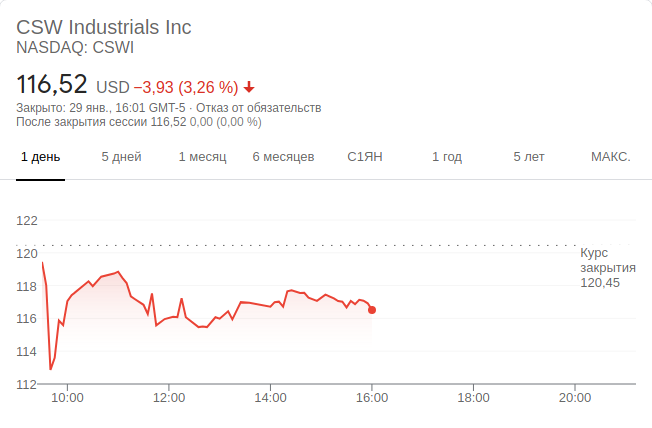 CSW Industrials Inc
NASDAQ: CSWI
116,52 USD −3,93 (3,26 %)
Закрыто: 29 янв., 16:01 GMT-5 · Отказ от обязательств
После закрытия сессии 116,52 0,00 (0,00 %)
1 день 5 дней 1 месяц 6 месяцев С1ЯН 1 год 5 лет МАКС.
122
120
118
116
114
112
Курс
закрытия
120,45
10:00 12:00 14:00 16:00 18:00 20:00